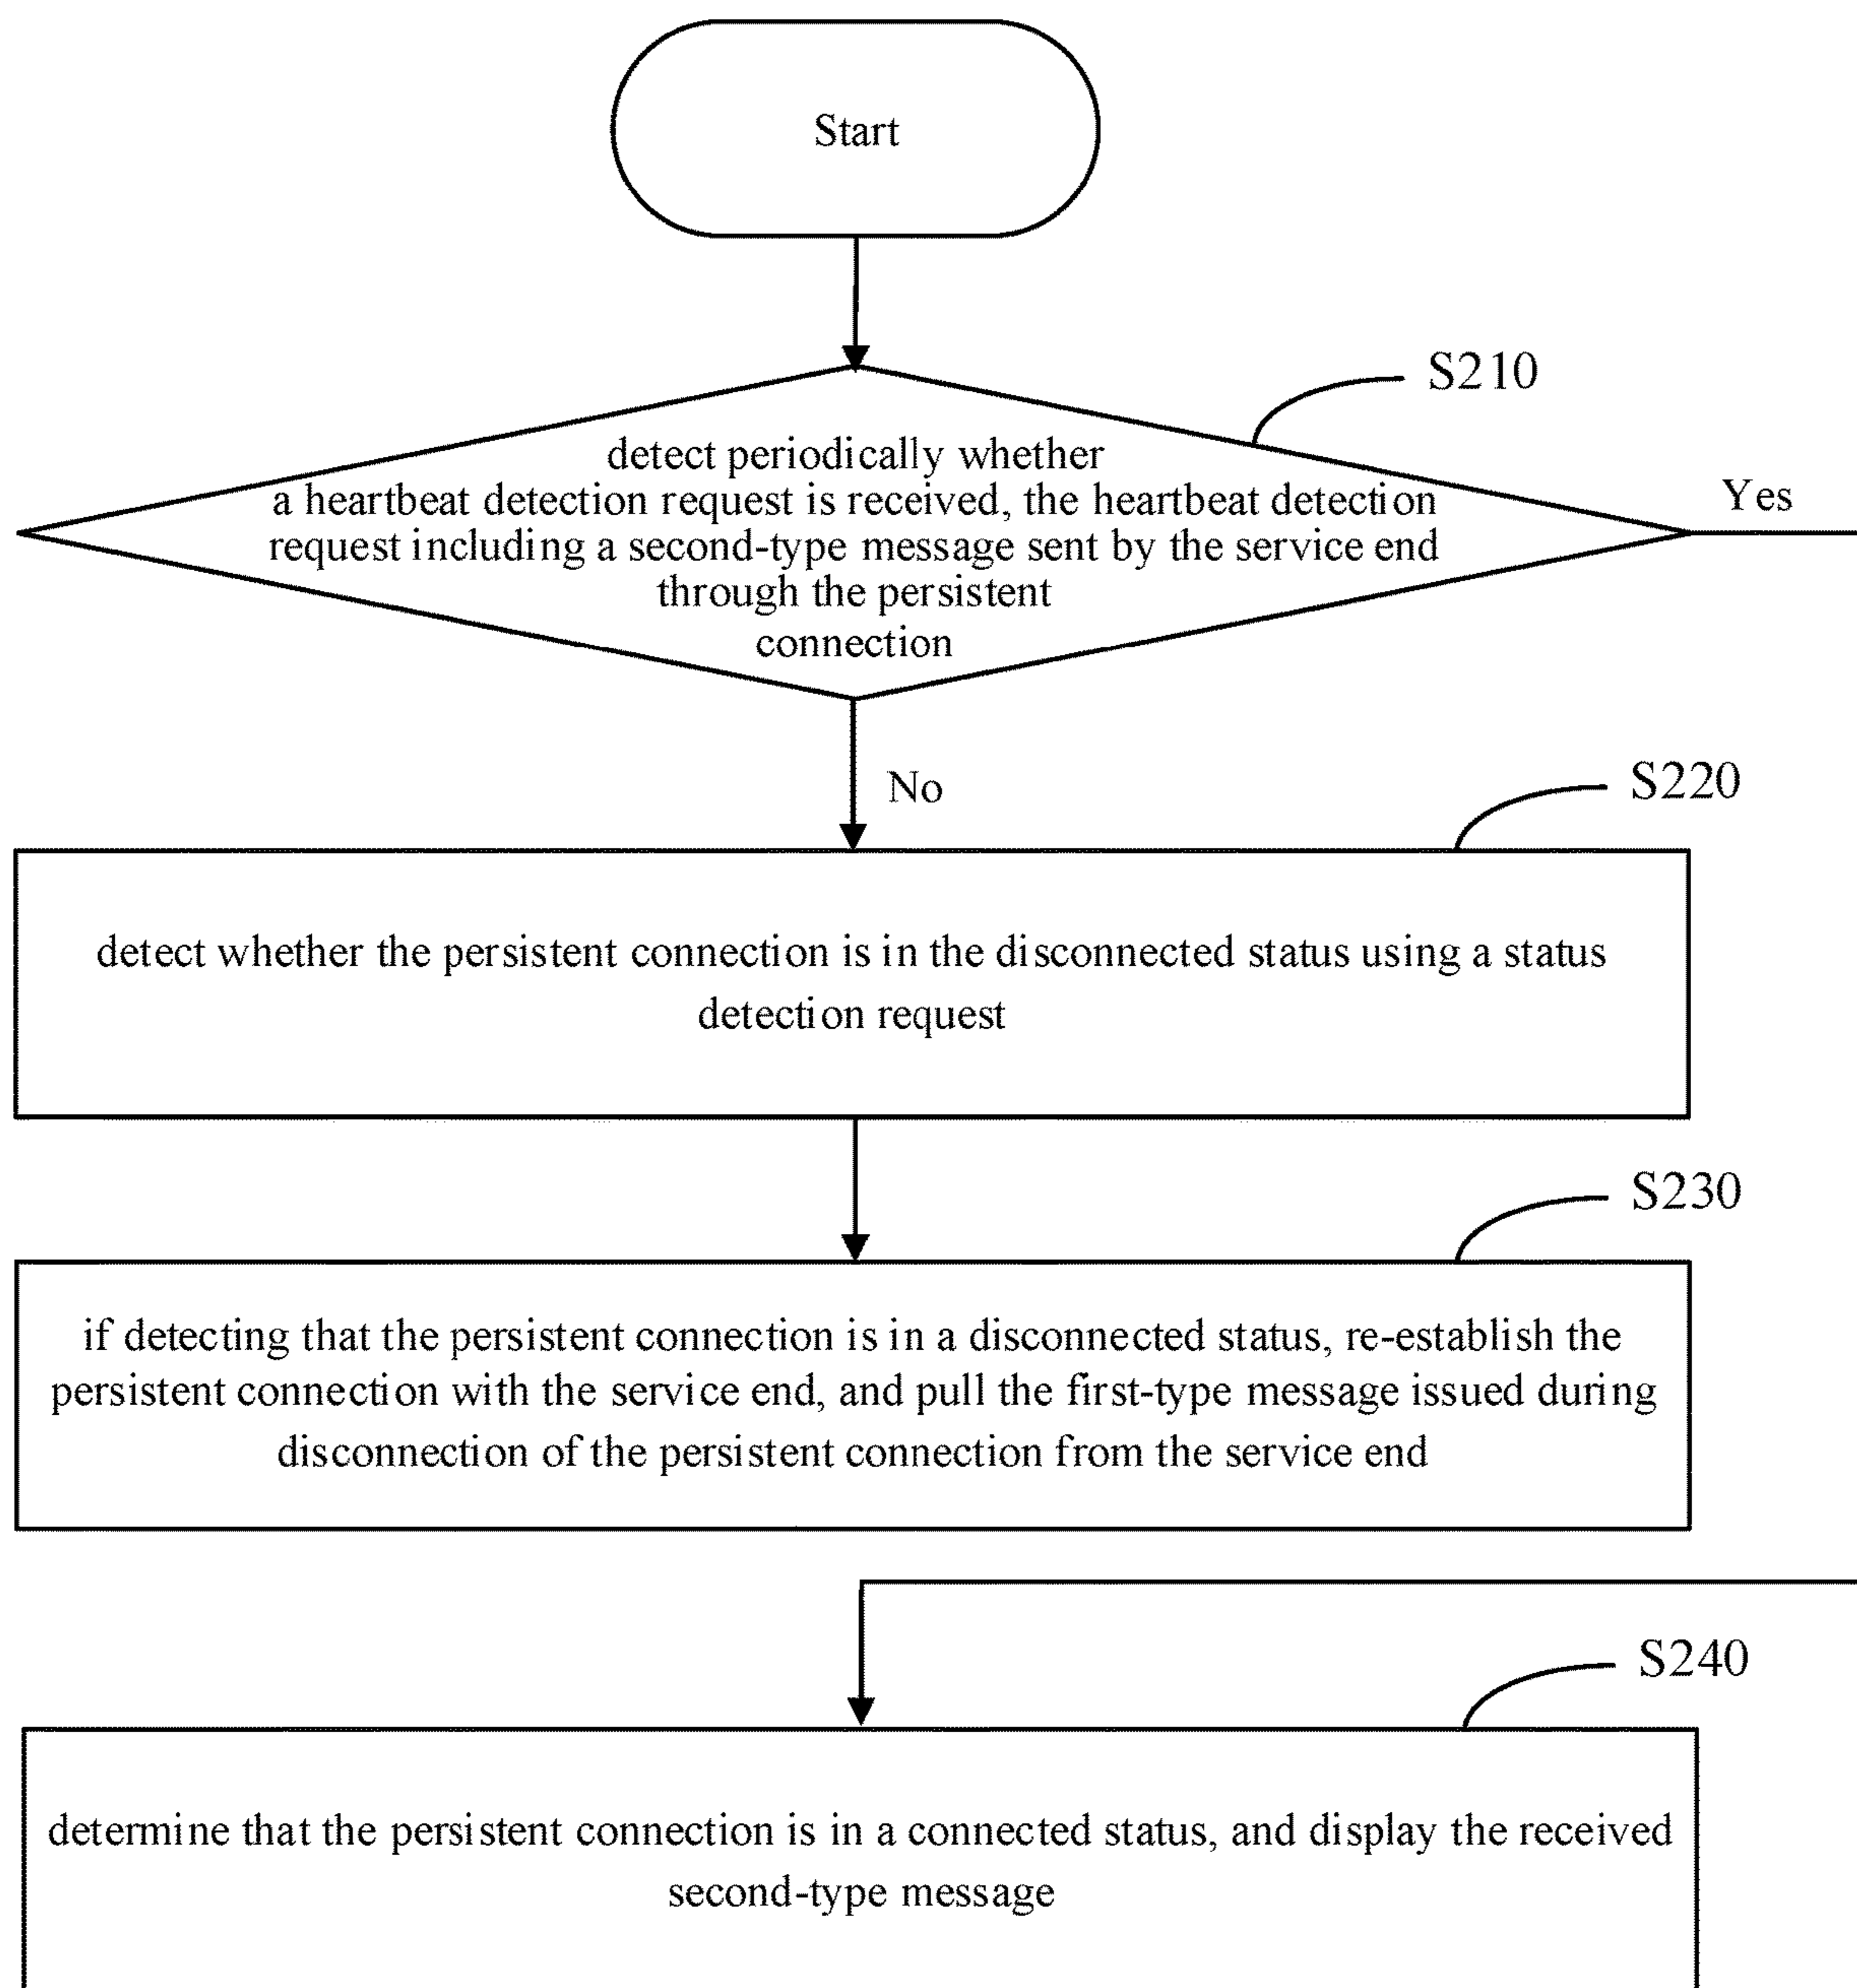 Start
S210
detect periodically whether
a heartbeat detection request is received, the heartbeat detection
request including a second-type message sent by the service end
through the persistent
connection
Yes
No
S220
detect whether the persistent connection is in the disconnected status using a status
detection request
S230
if detecting that the persistent connection is in a disconnected status, re-establish the
persistent connection with the service end, and pull the first-type message issued during
disconnection of the persistent connection from the service end
S240
determine that the persistent connection is in a connected status, and display the received
second-type message